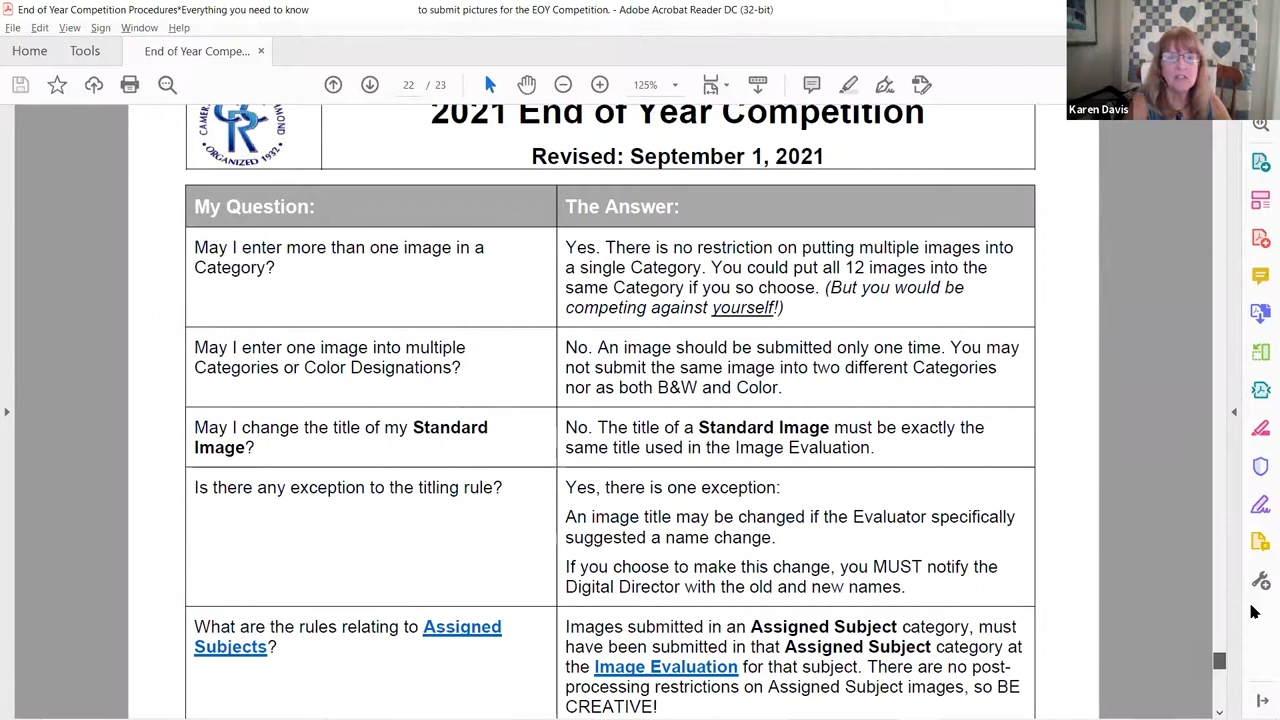 End of Year Competition Procedures*Everything you need to know to submit pictures for the EOY Competition. - Adobe Acrobat Reader DC (32-bit)
File Edit View Sign Window Help
Home Tools End of Year Compe... ×
22 / 23 125%
Karen Davis
ORGANIZED 1932
CR
2021 End of Year Competition
Revised: September 1, 2021
My Question: The Answer:
May I enter more than one image in a
Category?
Yes. There is no restriction on putting multiple images into
a single Category. You could put all 12 images into the
same Category if you so choose. (But you would be
competing against yourself!)
May I enter one image into multiple
Categories or Color Designations?
No. An image should be submitted only one time. You may
not submit the same image into two different Categories
nor as both B&W and Color.
May I change the title of my Standard
Image?
No. The title of a Standard Image must be exactly the
same title used in the Image Evaluation.
Is there any exception to the titling rule?
Yes, there is one exception:
An image title may be changed if the Evaluator specifically
suggested a name change.
If you choose to make this change, you MUST notify the
Digital Director with the old and new names.
What are the rules relating to Assigned
Subjects?
Images submitted in an Assigned Subject category, must
have been submitted in that Assigned Subject category at
the Image Evaluation for that subject. There are no post-
processing restrictions on Assigned Subject images, so BE
CREATIVE!